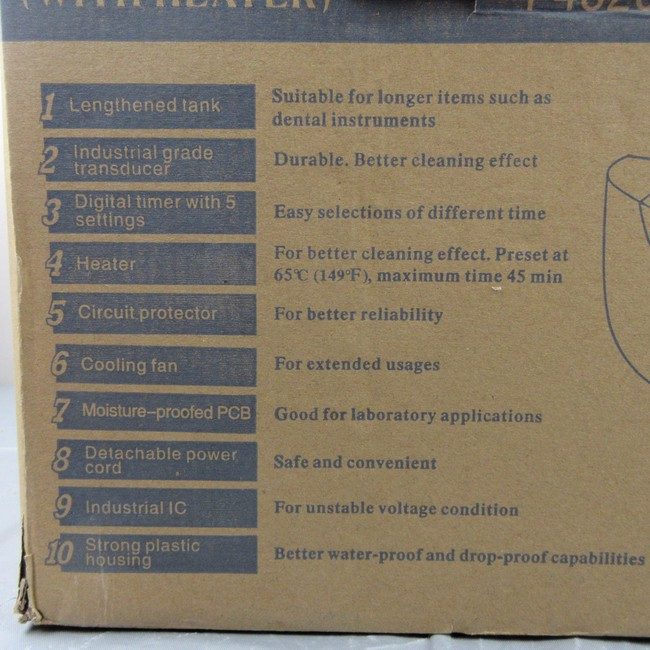 (WITH HEATER)
1 Lengthened tank
Suitable for longer items such as
dental instruments
2 Industrial grade
transducer
Durable. Better cleaning effect
3 Digital timer with 5
settings
Easy selections of different time
4 Heater
For better cleaning effect. Preset at
65℃ (149℉), maximum time 45 min
5 Circuit protector
For better reliability
6 Cooling fan
For extended usages
7 Moisture–proofed PCB
Good for laboratory applications
8 Detachable power
cord
Safe and convenient
9 Industrial IC
For unstable voltage condition
10 Strong plastic
housing
Better water-proof and drop-proof capabilities